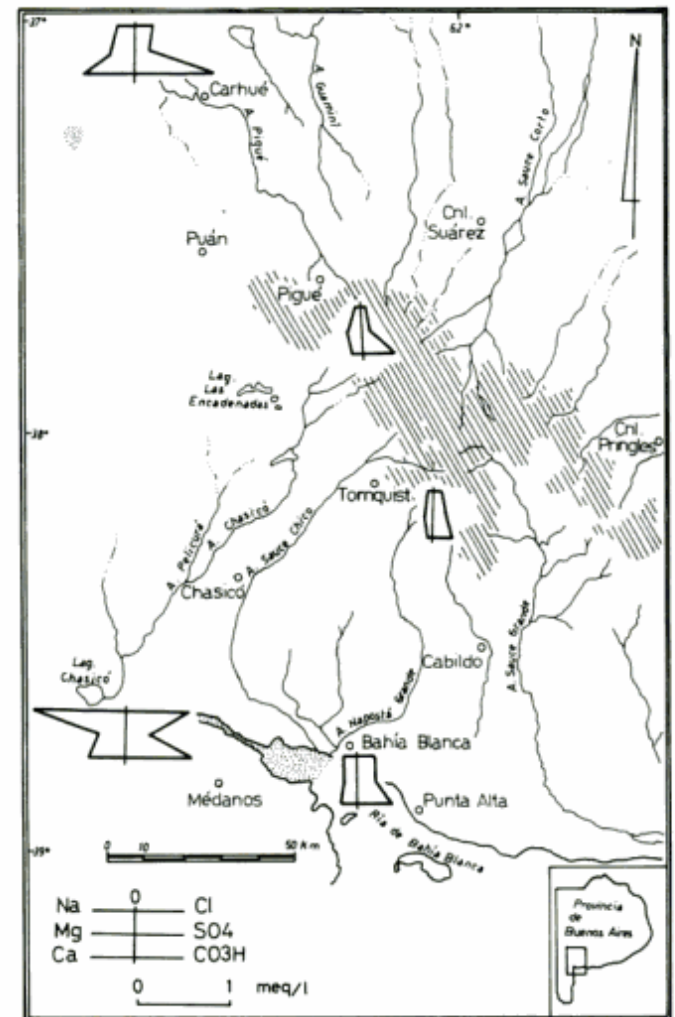 37°
62°
N
Carhué
A. Guaminí
A. Pigué
A. Sauce Corto
Cnl.
Suárez
Puán
Pigué
Lag.
Las
Encadenadas
38°
Cnl.
Pringles
Tornquist.
A. Pelicurá
A. Chasicó
A. Sauce Chico
Chasicó
Lag.
Chasicó
Cabildo
A. Sauce Grande
A. Napostá Grande
Bahía Blanca
Médanos
Punta Alta
Ría de Bahía Blanca
39°
0 10 50 km
0
Na Cl
Mg SO4
Ca CO3H
0 1 meq/l
Provincia
de
Buenos Aires